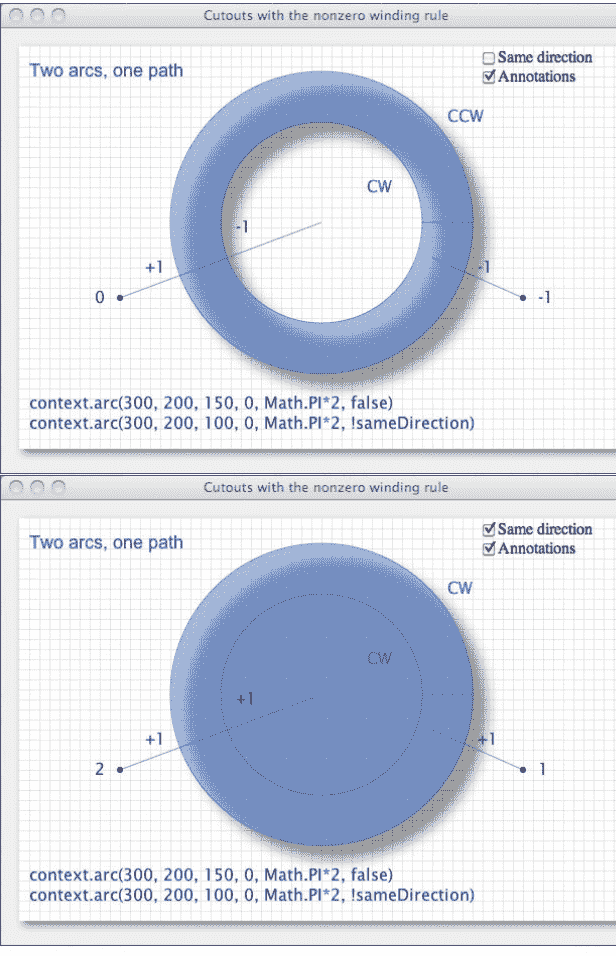 Cutouts with the nonzero winding rule
Two arcs, one path
Same direction
Annotations
CCW
CW
-1
+1
-1
0
-1
context.arc(300, 200, 150, 0, Math.PI*2, false)
context.arc(300, 200, 100, 0, Math.PI*2, !sameDirection)
Cutouts with the nonzero winding rule
Two arcs, one path
Same direction
Annotations
CW
CW
+1
+1
+1
2
1
context.arc(300, 200, 150, 0, Math.PI*2, false)
context.arc(300, 200, 100, 0, Math.PI*2, !sameDirection)